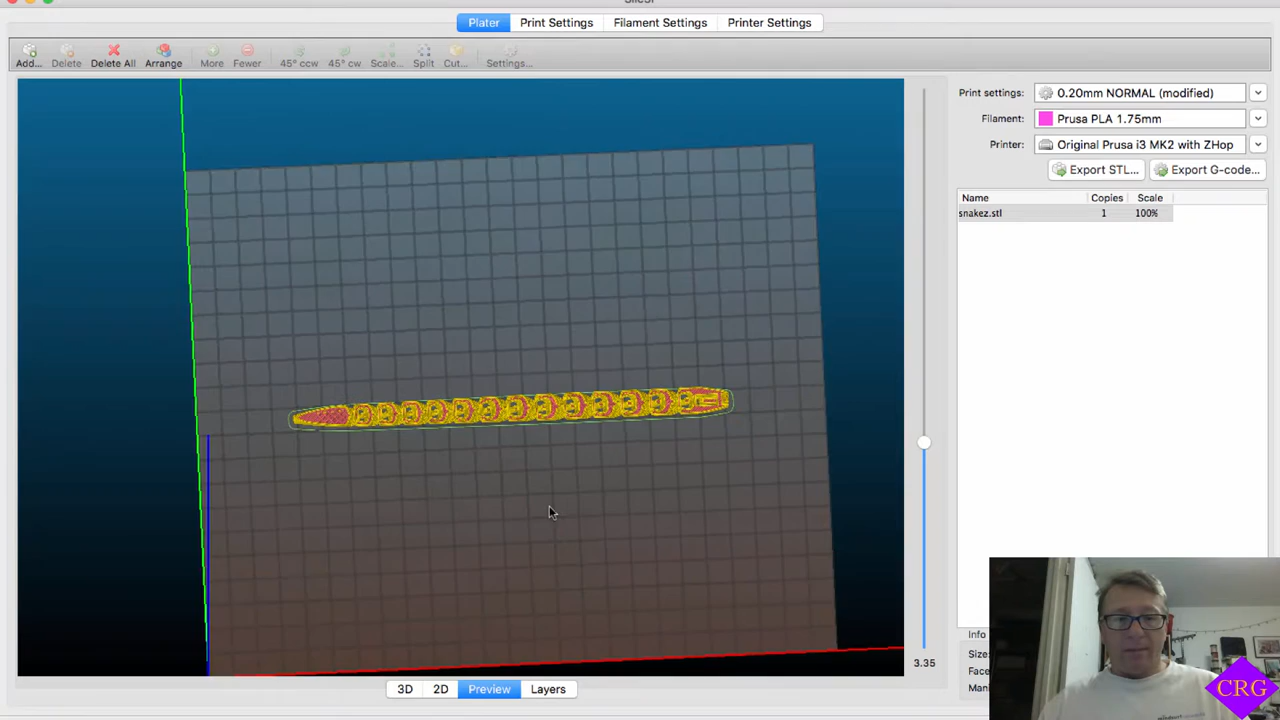 Plater Print Settings Filament Settings Printer Settings
Add... Delete Delete All Arrange More Fewer 45° ccw 45° cw Scale... Split Cut... Settings...
Print settings: 0.20mm NORMAL (modified)
Filament: Prusa PLA 1.75mm
Printer: Original Prusa i3 MK2 with ZHop
Export STL... Export G-code...
Name Copies Scale
snakez.stl 1 100%
Info
3.35
3D 2D Preview Layers
CRG